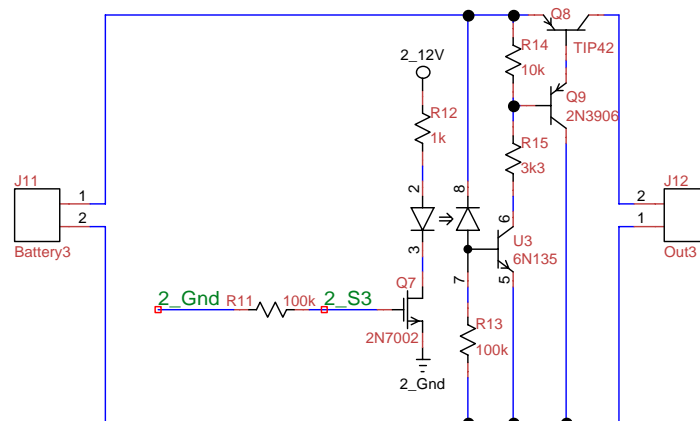 Q8
TIP42
R14
10k
2_12V
Q9
2N3906
R12
1k
R15
3k3
J11
1
2
Battery3
2
8
6
J12
2
1
Out3
U3
6N135
3
7
5
Q7
2_Gnd
R11
100k
2_S3
2N7002
R13
100k
2_Gnd